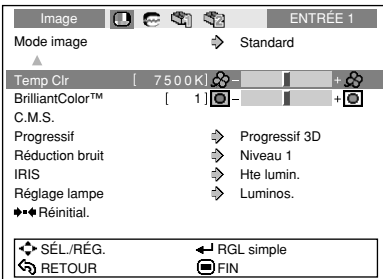 Image ENTRÉE 1
Mode image Standard
Temp Clr [ 7500K] - +
BrilliantColor™ [ 1] - +
C.M.S.
Progressif Progressif 3D
Réduction bruit Niveau 1
IRIS Hte lumin.
Réglage lampe Luminos.
Réinitial.
SÉL./RÉG. RGL simple
RETOUR FIN